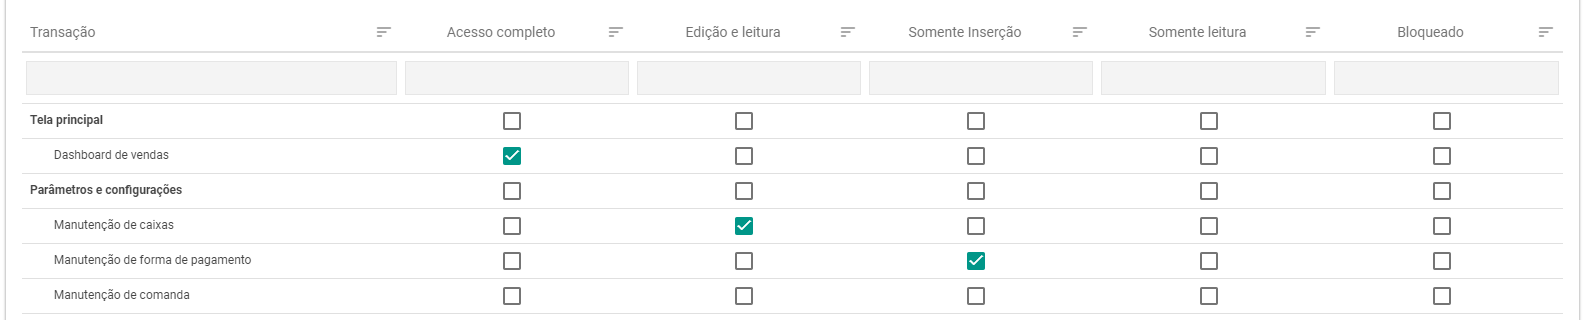 Transação Acesso completo Edição e leitura Somente Inserção Somente leitura Bloqueado
Tela principal
Dashboard de vendas
Parâmetros e configurações
Manutenção de caixas
Manutenção de forma de pagamento
Manutenção de comanda